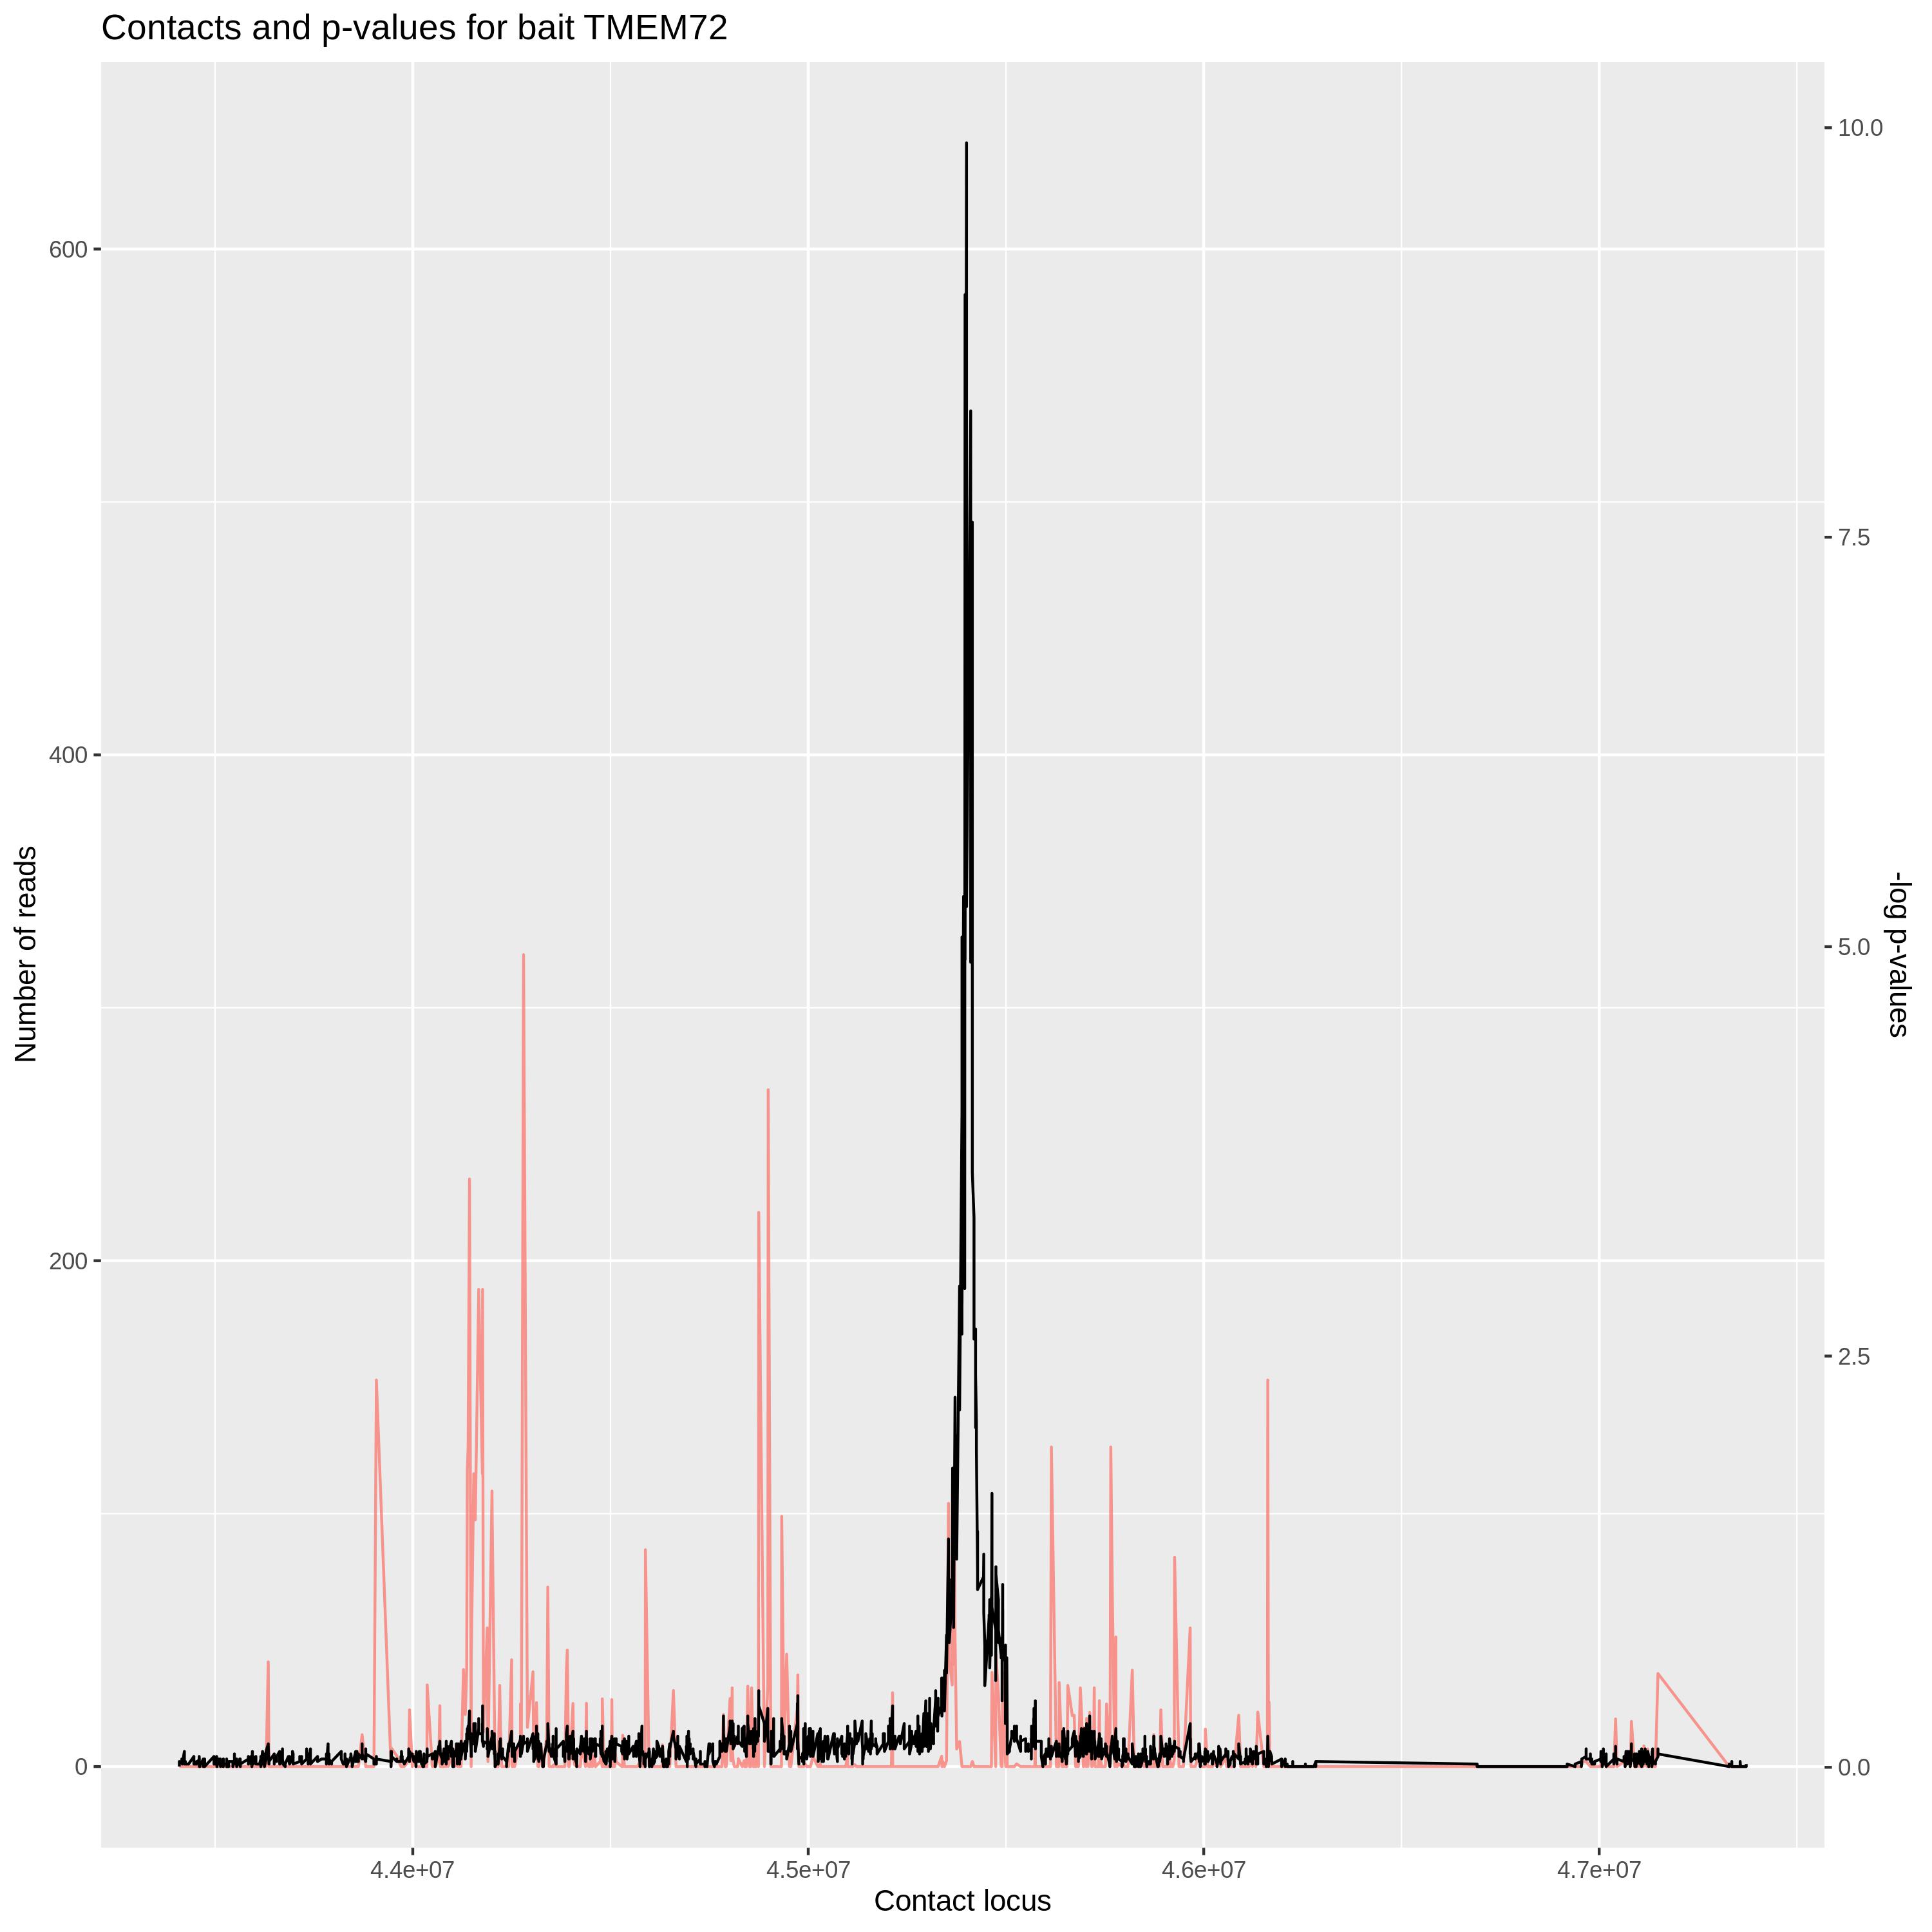 Contacts and p-values for bait TMEM72
600
400
200
0
10.0
7.5
5.0
2.5
0.0
Number of reads
-log p-values
4.4e+07
4.5e+07
4.6e+07
4.7e+07
Contact locus